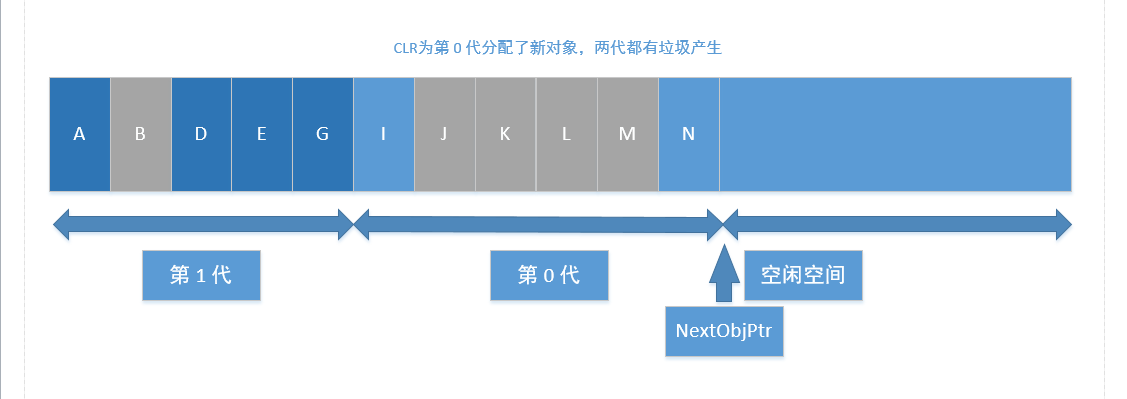 CLR为第 0 代分配了新对象，两代都有垃圾产生
A B D E G I J K L M N
第 1 代 第 0 代 空闲空间
NextObjPtr